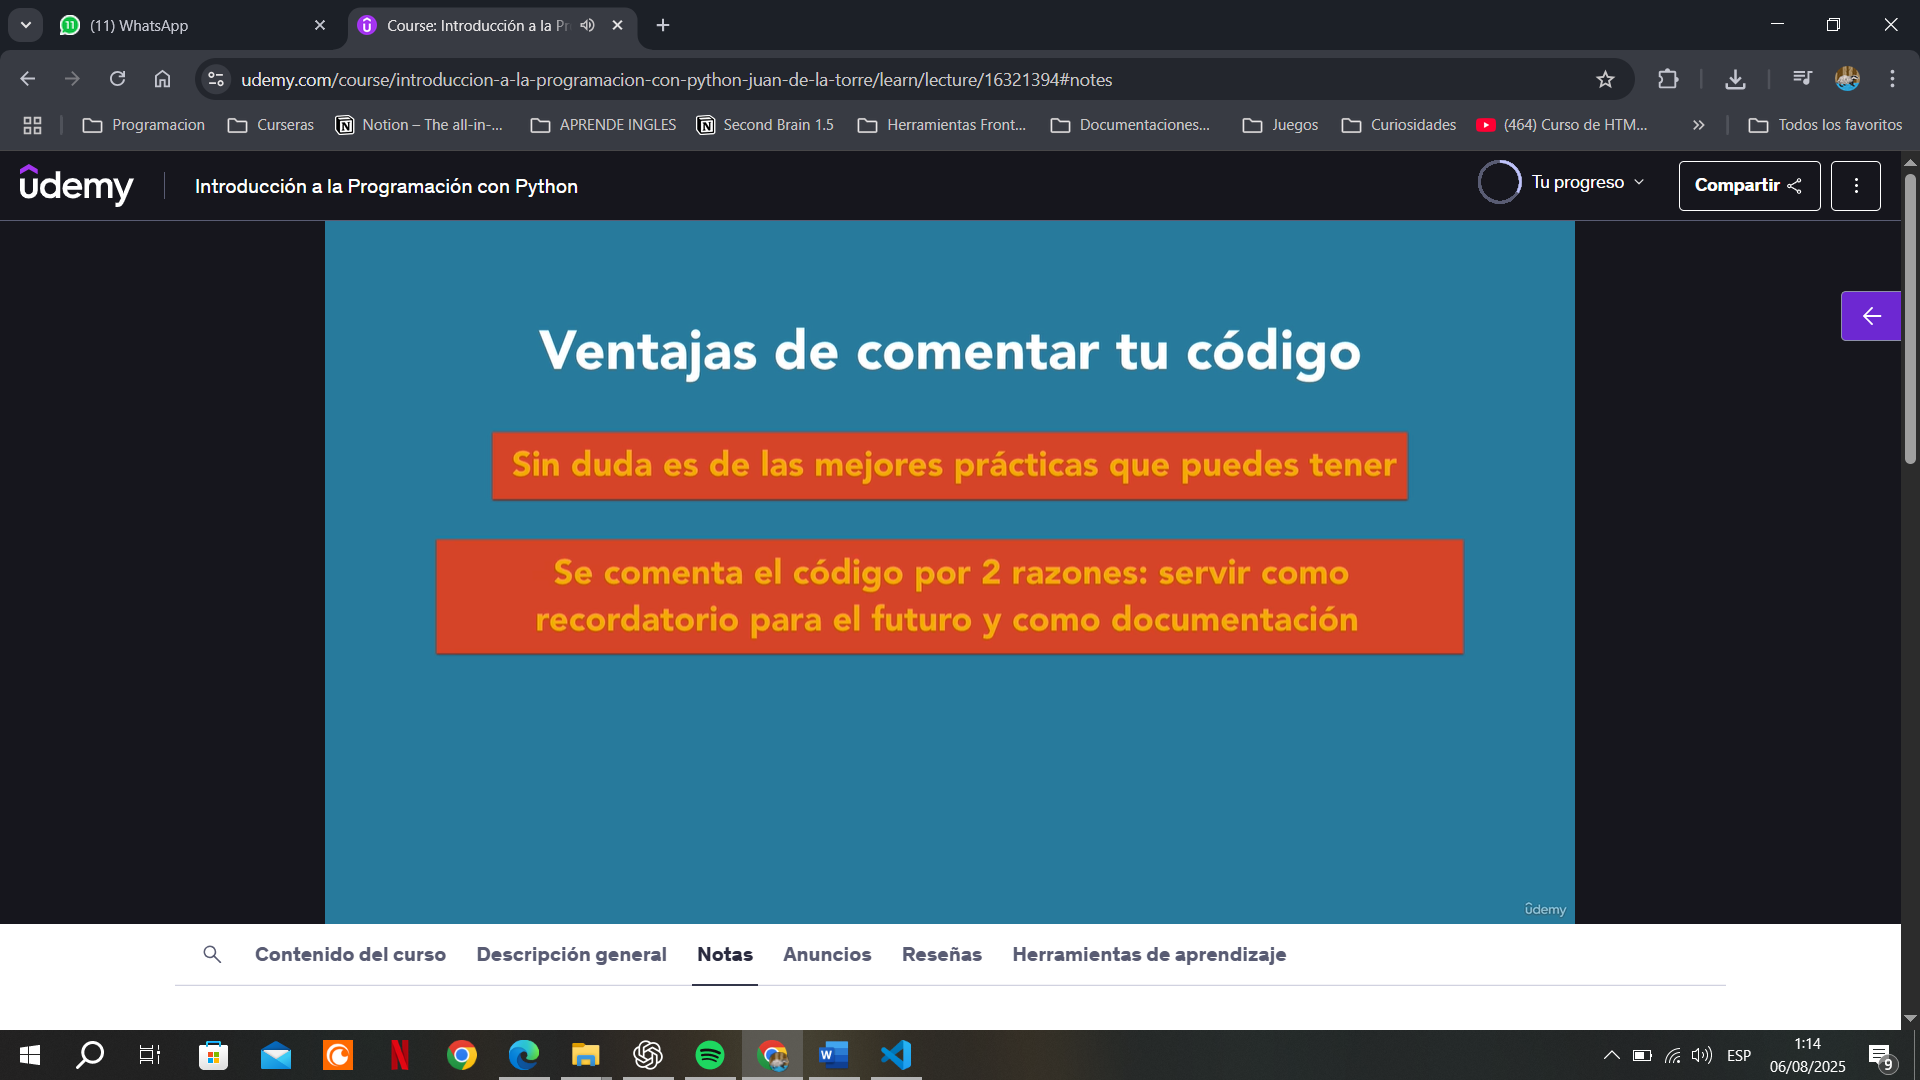 (11) WhatsApp
Course: Introducción a la Pr
udemy.com/course/introduccion-a-la-programacion-con-python-juan-de-la-torre/learn/lecture/16321394#notes
Programacion
Curseras
Notion – The all-in-...
APRENDE INGLES
Second Brain 1.5
Herramientas Front...
Documentaciones...
Juegos
Curiosidades
(464) Curso de HTM...
Todos los favoritos
udemy
Introducción a la Programación con Python
Tu progreso
Compartir
Ventajas de comentar tu código
Sin duda es de las mejores prácticas que puedes tener
Se comenta el código por 2 razones: servir como
recordatorio para el futuro y como documentación
udemy
Contenido del curso
Descripción general
Notas
Anuncios
Reseñas
Herramientas de aprendizaje
ESP
1:14
06/08/2025
9